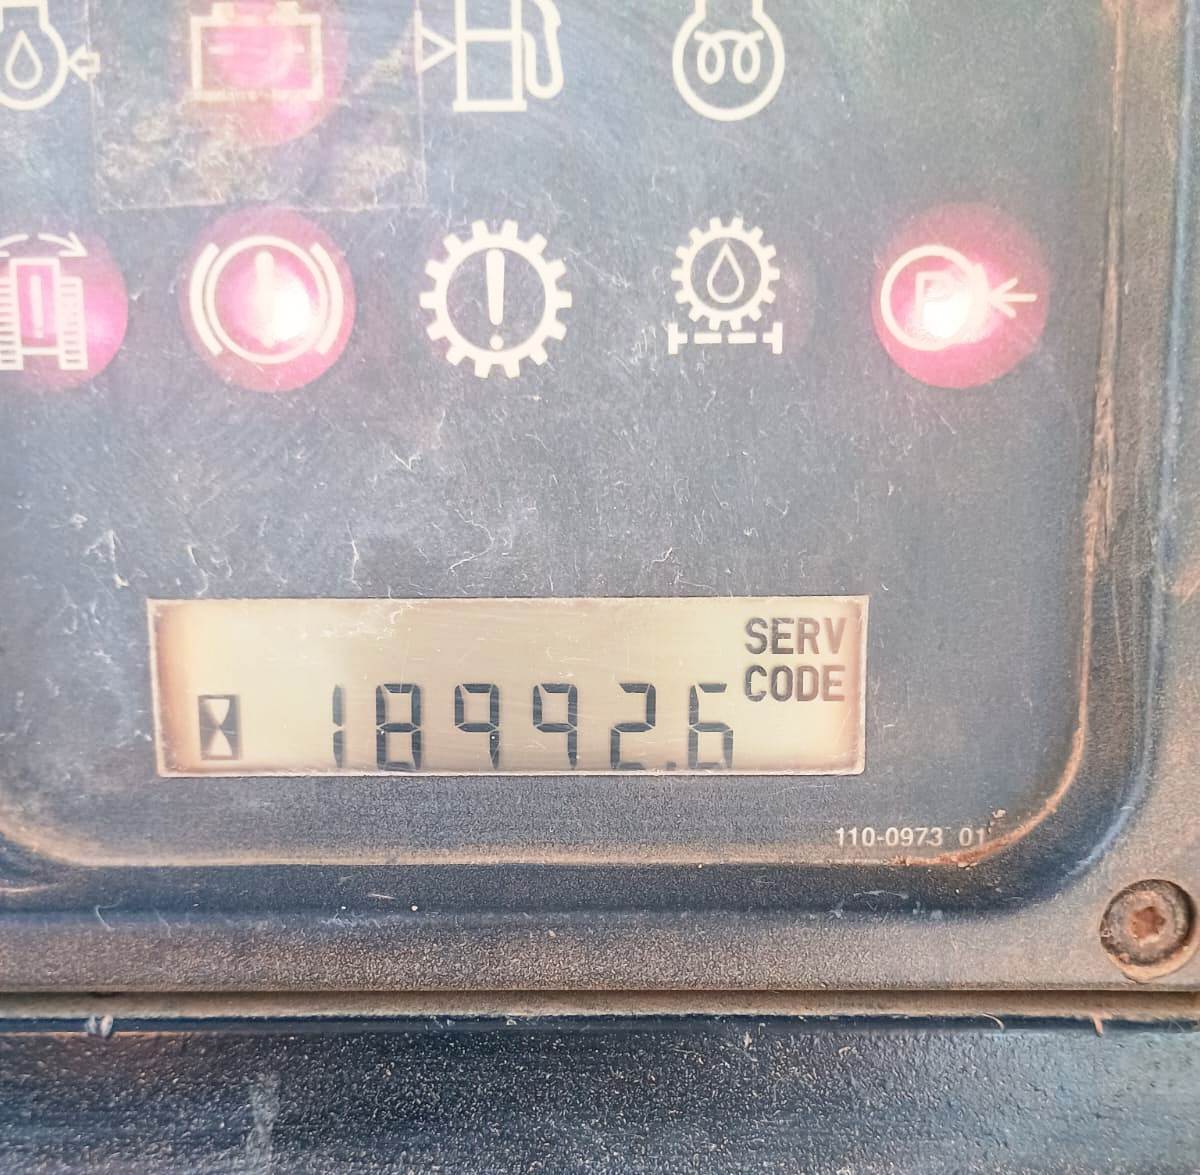 P
SERV
CODE
18992.6
110-0973 01